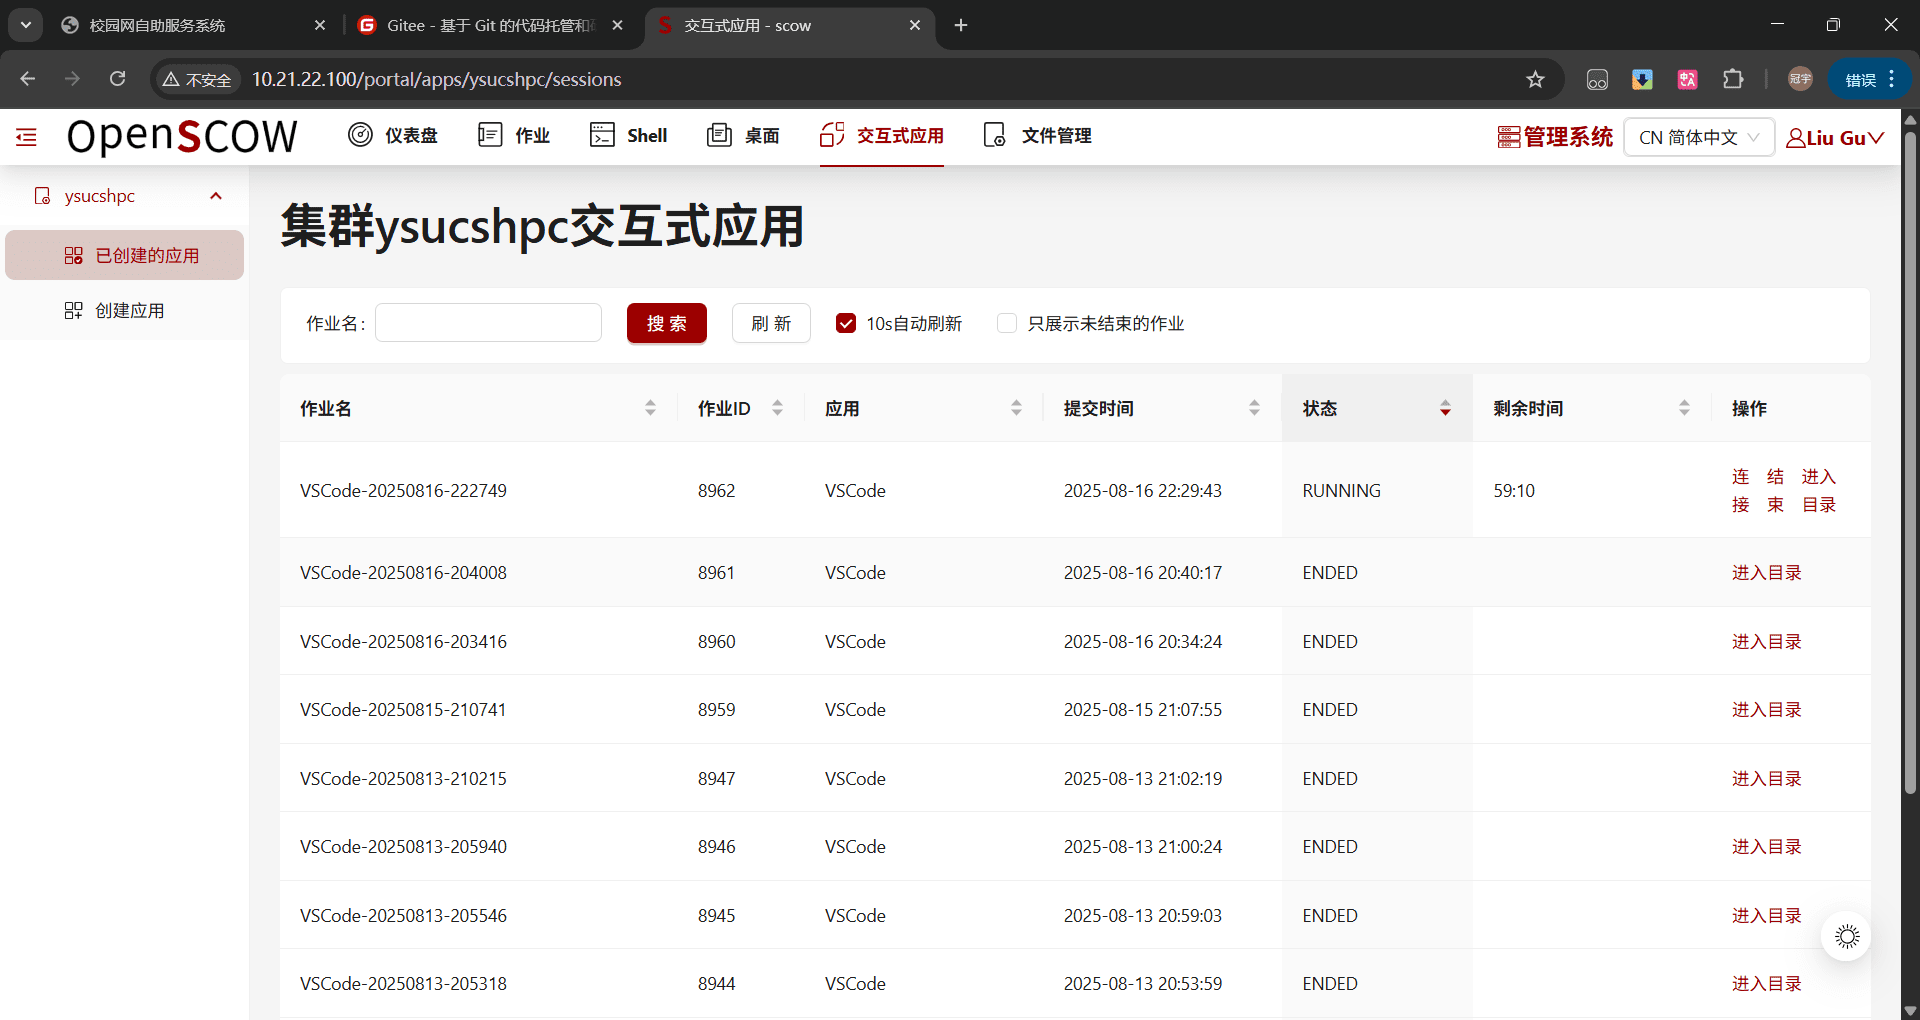 校园网自助服务系统
Gitee - 基于 Git 的代码托管和
交互式应用 - scow
不安全
10.21.22.100/portal/apps/ysucshpc/sessions
冠宇
错误
OpenSCOW
仪表盘
作业
Shell
桌面
交互式应用
文件管理
管理系统
CN 简体中文
Liu Gu
ysucshpc
已创建的应用
创建应用
集群ysucshpc交互式应用
作业名:
搜 索
刷 新
10s自动刷新
只展示未结束的作业
作业名 作业ID 应用 提交时间 状态 剩余时间 操作
VSCode-20250816-222749 8962 VSCode 2025-08-16 22:29:43 RUNNING 59:10 连接 结束 进入目录
VSCode-20250816-204008 8961 VSCode 2025-08-16 20:40:17 ENDED 进入目录
VSCode-20250816-203416 8960 VSCode 2025-08-16 20:34:24 ENDED 进入目录
VSCode-20250815-210741 8959 VSCode 2025-08-15 21:07:55 ENDED 进入目录
VSCode-20250813-210215 8947 VSCode 2025-08-13 21:02:19 ENDED 进入目录
VSCode-20250813-205940 8946 VSCode 2025-08-13 21:00:24 ENDED 进入目录
VSCode-20250813-205546 8945 VSCode 2025-08-13 20:59:03 ENDED 进入目录
VSCode-20250813-205318 8944 VSCode 2025-08-13 20:53:59 ENDED 进入目录